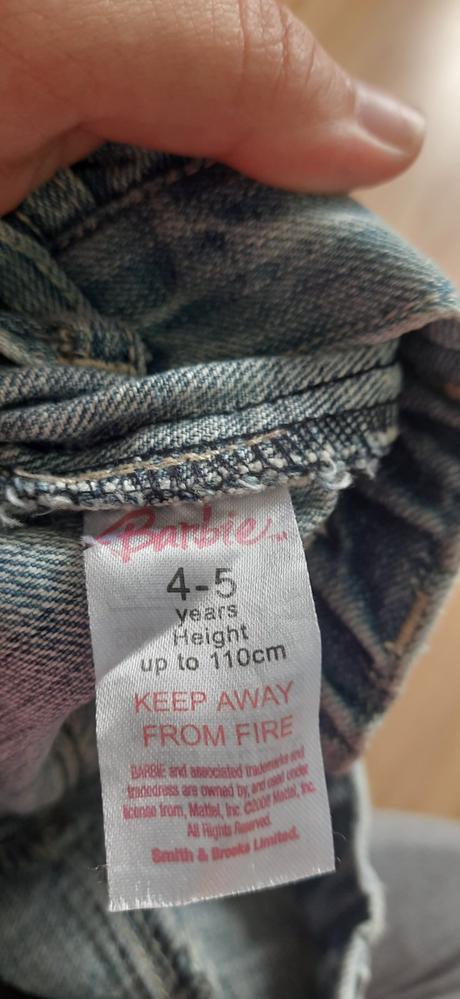 Barbie™
4-5
years
Height
up to 110cm
KEEP AWAY
FROM FIRE
BARBIE and associated trademarks and
tradedress are owned by, and used under
license from, Mattel, Inc. ©2008 Mattel, Inc.
All Rights Reserved.
Smith & Brooks Limited.